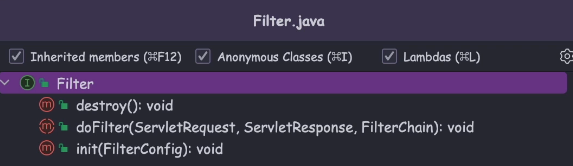 Filter.java
Inherited members (⌘F12) Anonymous Classes (⌘I) Lambdas (⌘L)
I Filter
m destroy(): void
m doFilter(ServletRequest, ServletResponse, FilterChain): void
m init(FilterConfig): void